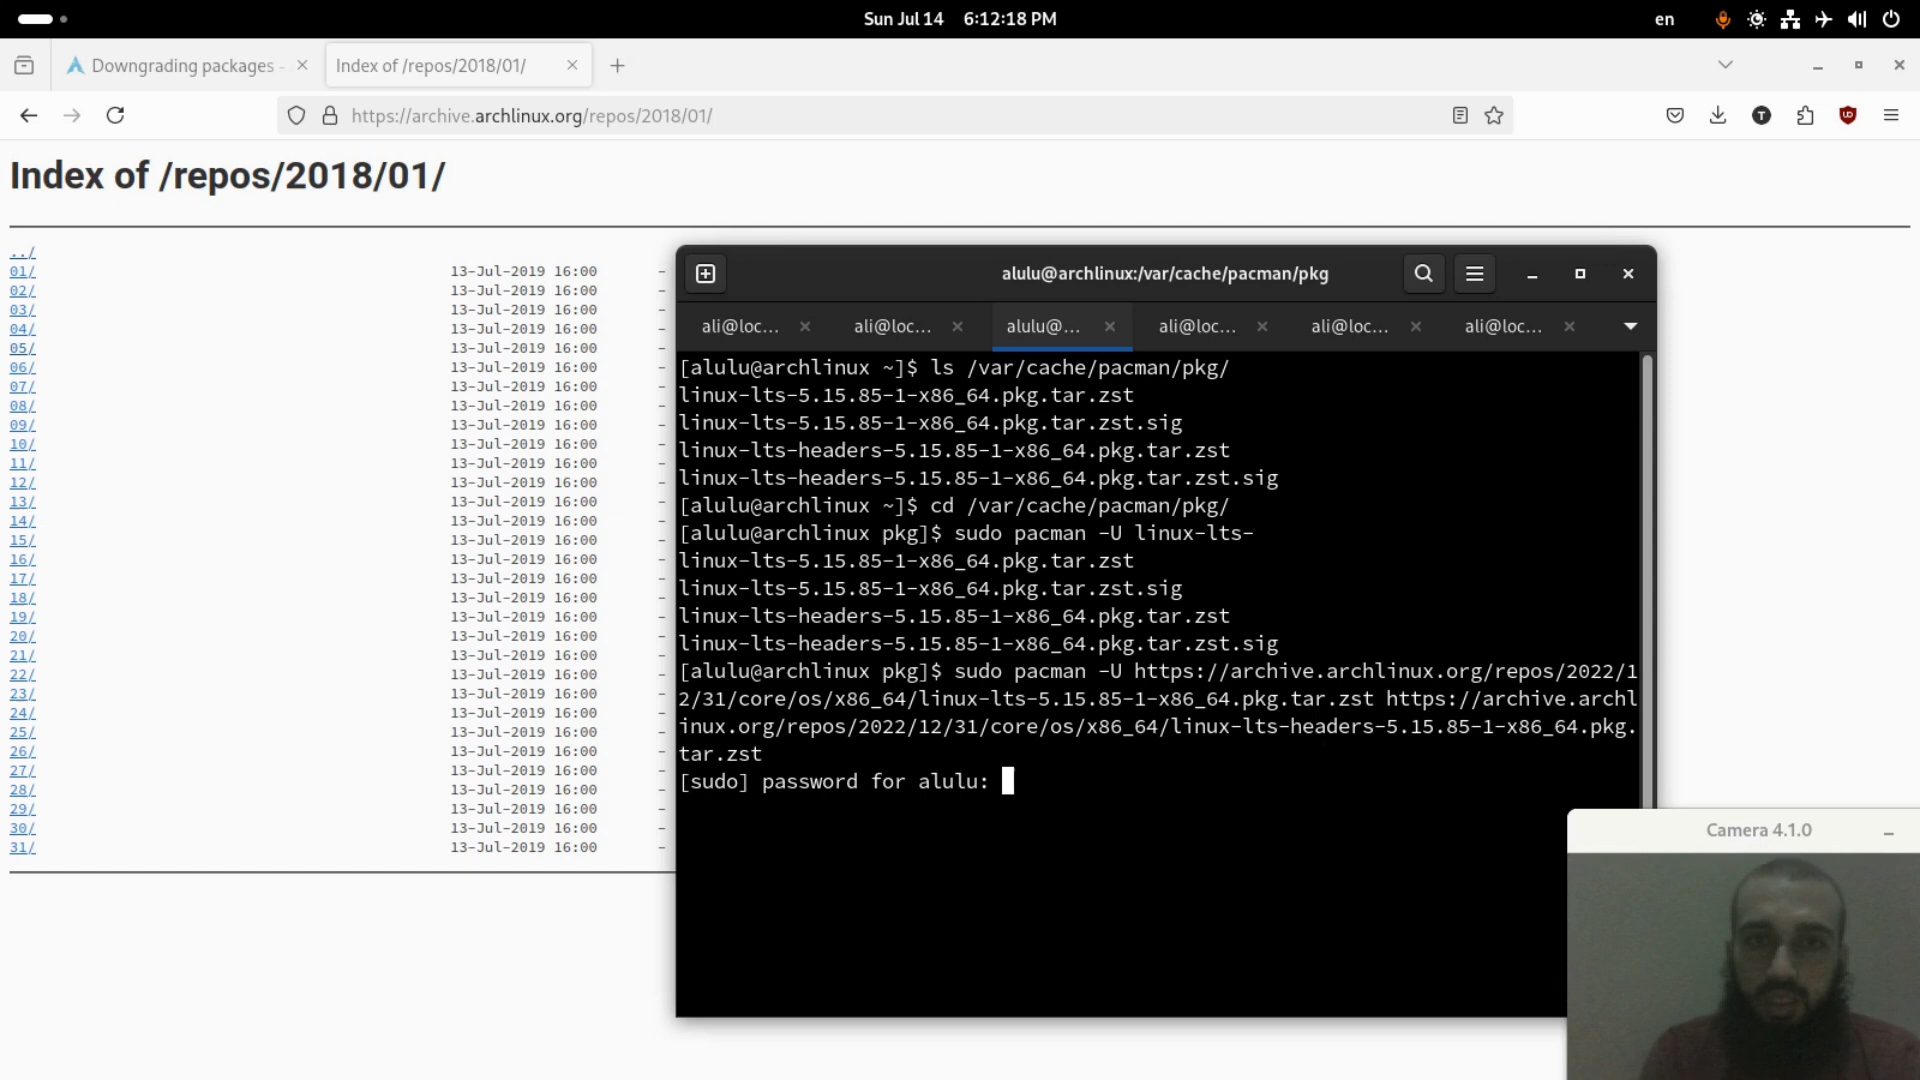 Sun Jul 14 6:12:18 PM
en
Downgrading packages -
Index of /repos/2018/01/
https://archive.archlinux.org/repos/2018/01/
Index of /repos/2018/01/
../
01/ 13-Jul-2019 16:00 -
02/ 13-Jul-2019 16:00 -
03/ 13-Jul-2019 16:00 -
04/ 13-Jul-2019 16:00 -
05/ 13-Jul-2019 16:00 -
06/ 13-Jul-2019 16:00 -
07/ 13-Jul-2019 16:00 -
08/ 13-Jul-2019 16:00 -
09/ 13-Jul-2019 16:00 -
10/ 13-Jul-2019 16:00 -
11/ 13-Jul-2019 16:00 -
12/ 13-Jul-2019 16:00 -
13/ 13-Jul-2019 16:00 -
14/ 13-Jul-2019 16:00 -
15/ 13-Jul-2019 16:00 -
16/ 13-Jul-2019 16:00 -
17/ 13-Jul-2019 16:00 -
18/ 13-Jul-2019 16:00 -
19/ 13-Jul-2019 16:00 -
20/ 13-Jul-2019 16:00 -
21/ 13-Jul-2019 16:00 -
22/ 13-Jul-2019 16:00 -
23/ 13-Jul-2019 16:00 -
24/ 13-Jul-2019 16:00 -
25/ 13-Jul-2019 16:00 -
26/ 13-Jul-2019 16:00 -
27/ 13-Jul-2019 16:00 -
28/ 13-Jul-2019 16:00 -
29/ 13-Jul-2019 16:00 -
30/ 13-Jul-2019 16:00 -
31/ 13-Jul-2019 16:00 -
alulu@archlinux:/var/cache/pacman/pkg
ali@loc... ali@loc... alulu@... ali@loc... ali@loc... ali@loc...
[alulu@archlinux ~]$ ls /var/cache/pacman/pkg/
linux-lts-5.15.85-1-x86_64.pkg.tar.zst
linux-lts-5.15.85-1-x86_64.pkg.tar.zst.sig
linux-lts-headers-5.15.85-1-x86_64.pkg.tar.zst
linux-lts-headers-5.15.85-1-x86_64.pkg.tar.zst.sig
[alulu@archlinux ~]$ cd /var/cache/pacman/pkg/
[alulu@archlinux pkg]$ sudo pacman -U linux-lts-
linux-lts-5.15.85-1-x86_64.pkg.tar.zst
linux-lts-5.15.85-1-x86_64.pkg.tar.zst.sig
linux-lts-headers-5.15.85-1-x86_64.pkg.tar.zst
linux-lts-headers-5.15.85-1-x86_64.pkg.tar.zst.sig
[alulu@archlinux pkg]$ sudo pacman -U https://archive.archlinux.org/repos/2022/1
2/31/core/os/x86_64/linux-lts-5.15.85-1-x86_64.pkg.tar.zst https://archive.archl
inux.org/repos/2022/12/31/core/os/x86_64/linux-lts-headers-5.15.85-1-x86_64.pkg.
tar.zst
[sudo] password for alulu:
Camera 4.1.0